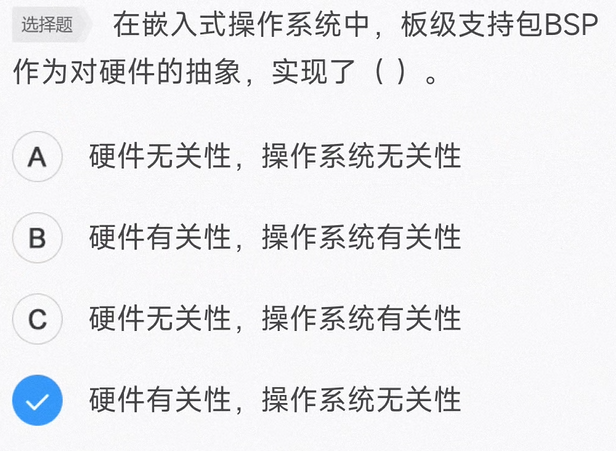 选择题 在嵌入式操作系统中，板级支持包BSP
作为对硬件的抽象，实现了（ ）。
A 硬件无关性，操作系统无关性
B 硬件有关性，操作系统有关性
C 硬件无关性，操作系统有关性
硬件有关性，操作系统无关性